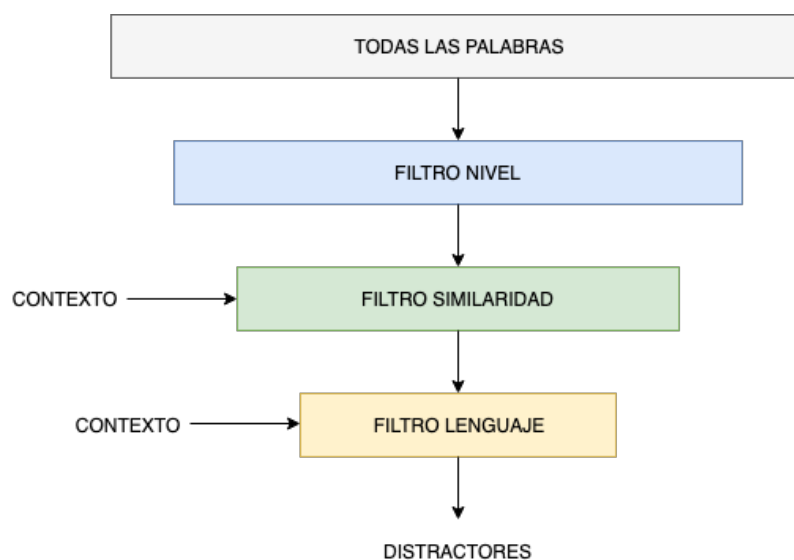 TODAS LAS PALABRAS
FILTRO NIVEL
CONTEXTO
FILTRO SIMILARIDAD
CONTEXTO
FILTRO LENGUAJE
DISTRACTORES